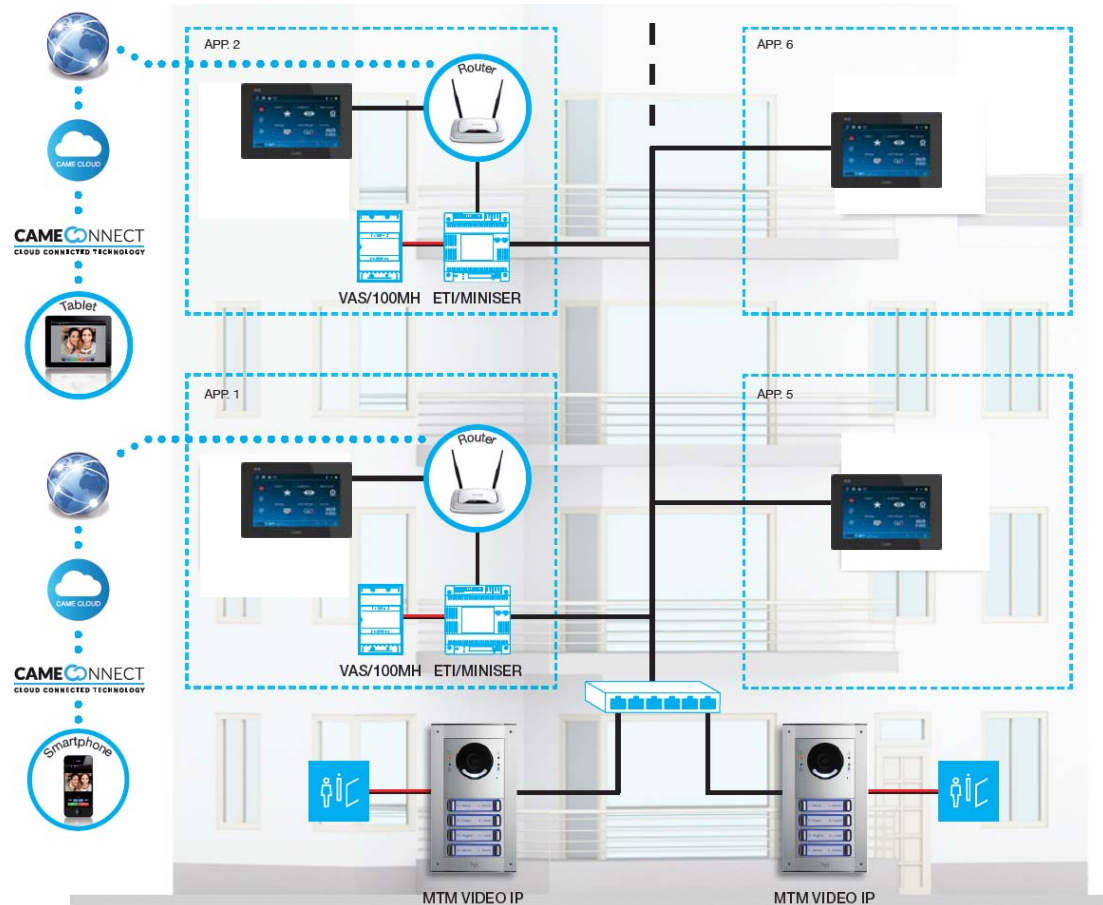 APP. 2
Router
APP. 6
CAME CLOUD
CAMECONNECT
CLOUD CONNECTED TECHNOLOGY
VAS/100MH
ETI/MINISER
Tablet
APP. 1
Router
APP. 5
CAME CLOUD
VAS/100MH
ETI/MINISER
CAMECONNECT
CLOUD CONNECTED TECHNOLOGY
Smartphone
MTM VIDEO IP
MTM VIDEO IP